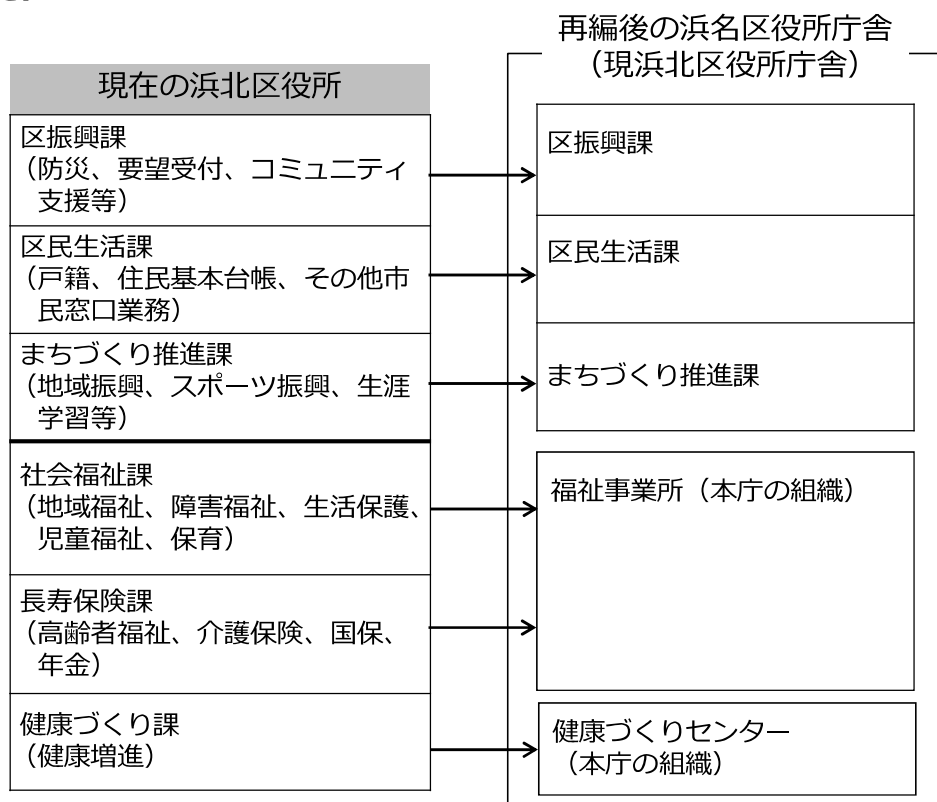 再編後の浜名区役所庁舎
（現浜北区役所庁舎）
現在の浜北区役所
区振興課
（防災、要望受付、コミュニティ
支援等）
区民生活課
（戸籍、住民基本台帳、その他市
民窓口業務）
まちづくり推進課
（地域振興、スポーツ振興、生涯
学習等）
社会福祉課
（地域福祉、障害福祉、生活保護、
児童福祉、保育）
長寿保険課
（高齢者福祉、介護保険、国保、
年金）
健康づくり課
（健康増進）
区振興課
区民生活課
まちづくり推進課
福祉事業所（本庁の組織）
健康づくりセンター
（本庁の組織）